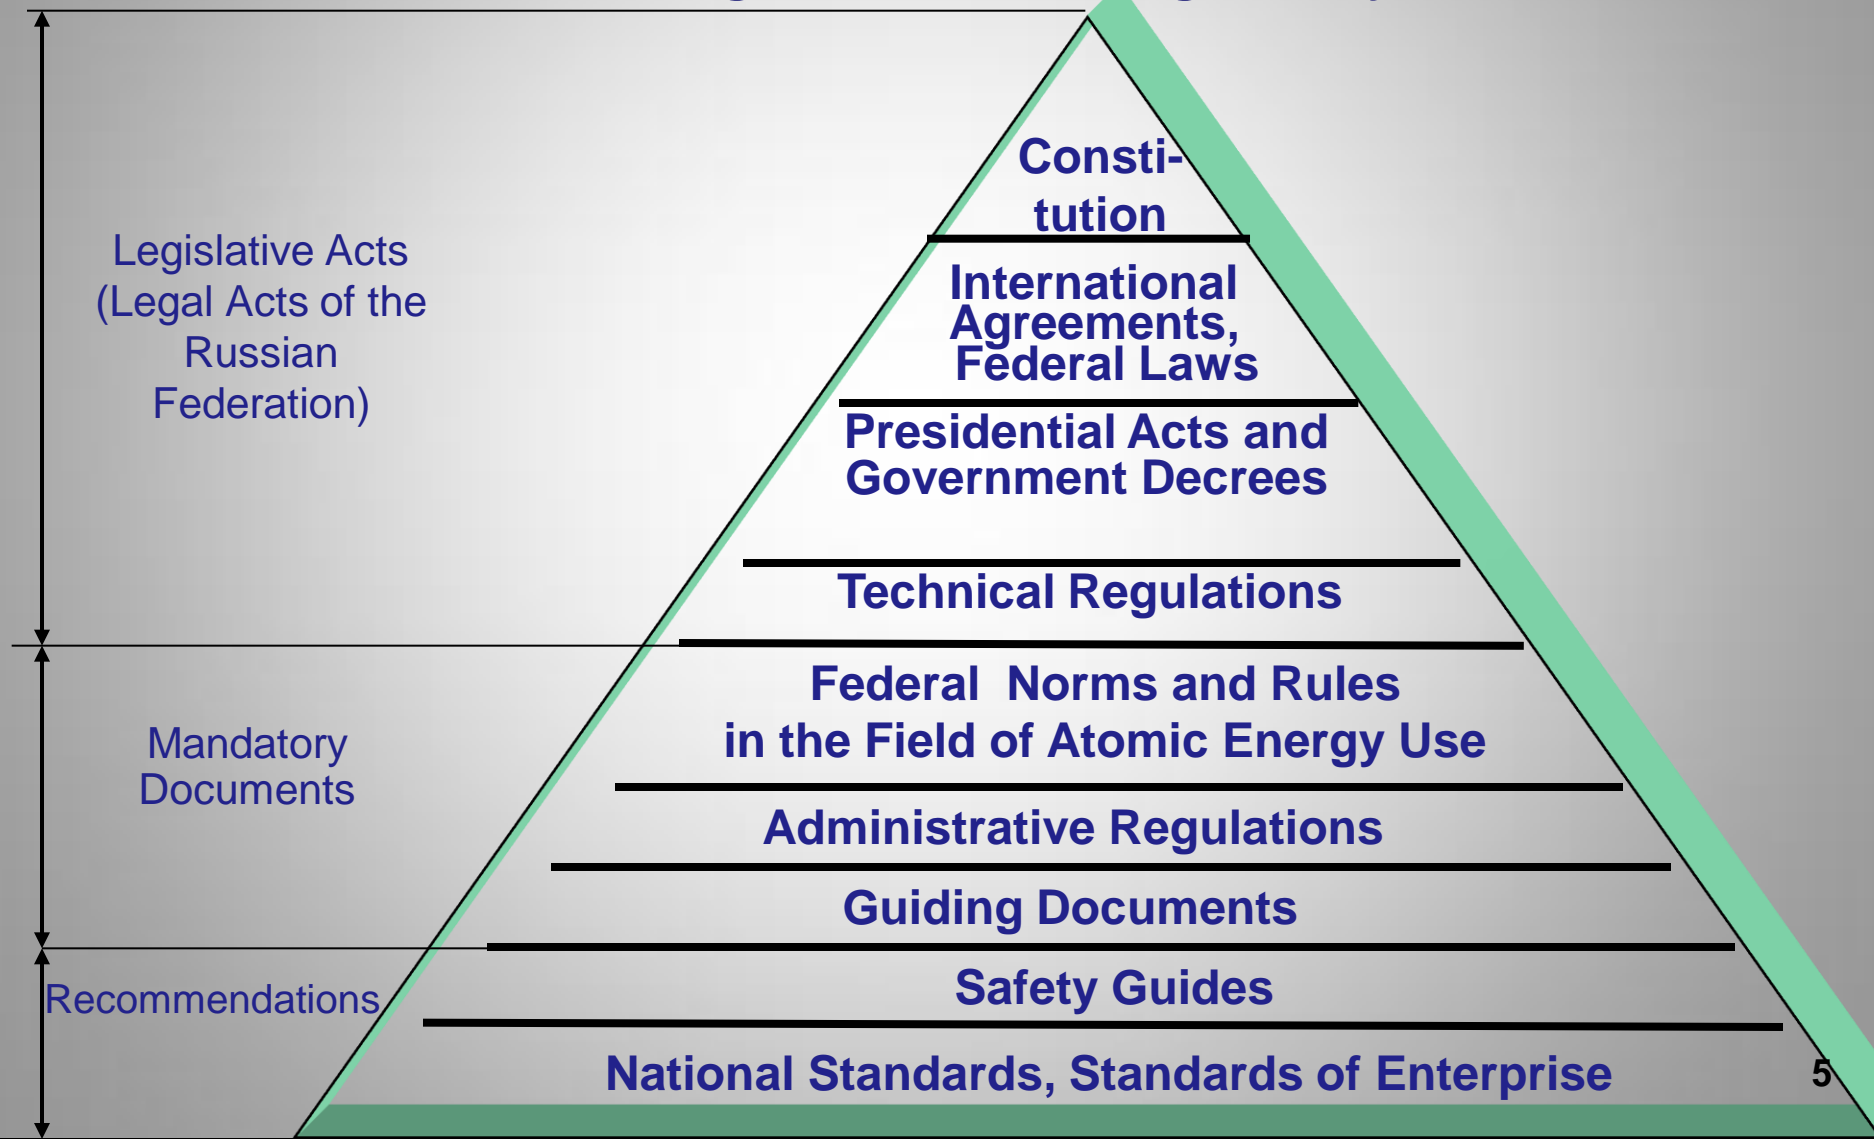 Consti-
tution
International
Agreements,
Federal Laws
Presidential Acts and
Government Decrees
Technical Regulations
Federal Norms and Rules
in the Field of Atomic Energy Use
Administrative Regulations
Guiding Documents
Safety Guides
National Standards, Standards of Enterprise
Legislative Acts
(Legal Acts of the
Russian
Federation)
Mandatory
Documents
Recommendations
5